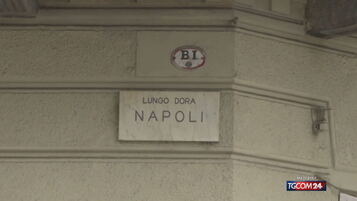 B I
LUNGO DORA
NAPOLI
TGCOM24